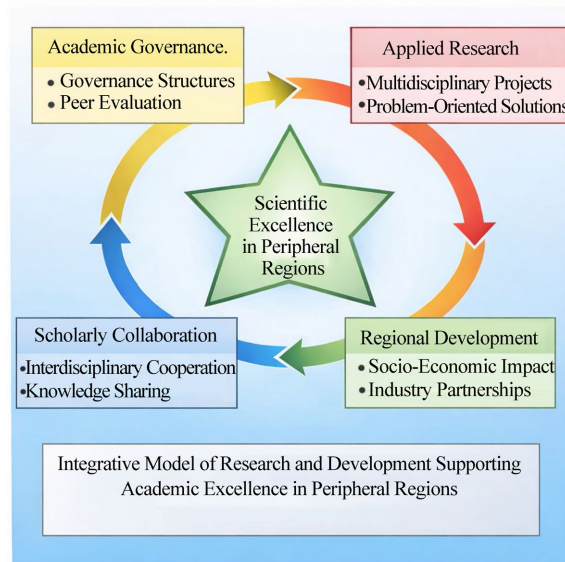 Academic Governance.
• Governance Structures
• Peer Evaluation
Applied Research
•Multidisciplinary Projects
•Problem-Oriented Solutions
Scientific
Excellence
in Peripheral
Regions
Scholarly Collaboration
•Interdisciplinary Cooperation
•Knowledge Sharing
Regional Development
• Socio-Economic Impact
• Industry Partnerships
Integrative Model of Research and Development Supporting
Academic Excellence in Peripheral Regions